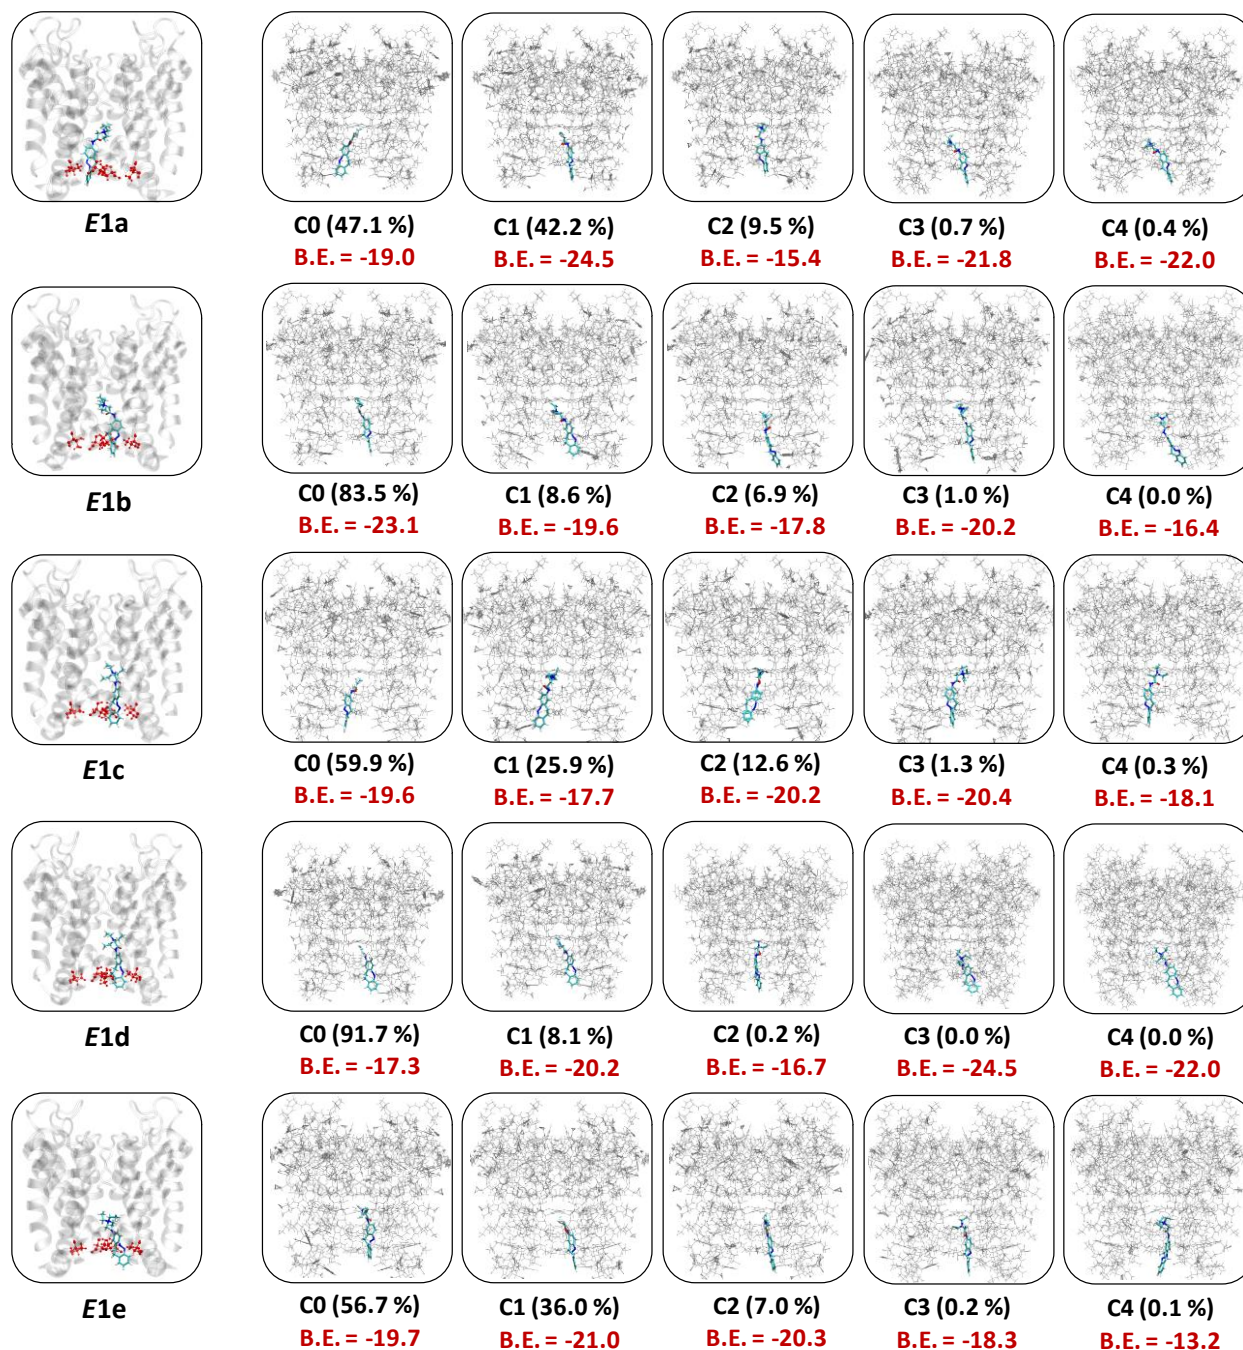 E1a
C0 (47.1 %)
B.E. = -19.0
C1 (42.2 %)
B.E. = -24.5
C2 (9.5 %)
B.E. = -15.4
C3 (0.7 %)
B.E. = -21.8
C4 (0.4 %)
B.E. = -22.0
E1b
C0 (83.5 %)
B.E. = -23.1
C1 (8.6 %)
B.E. = -19.6
C2 (6.9 %)
B.E. = -17.8
C3 (1.0 %)
B.E. = -20.2
C4 (0.0 %)
B.E. = -16.4
E1c
C0 (59.9 %)
B.E. = -19.6
C1 (25.9 %)
B.E. = -17.7
C2 (12.6 %)
B.E. = -20.2
C3 (1.3 %)
B.E. = -20.4
C4 (0.3 %)
B.E. = -18.1
E1d
C0 (91.7 %)
B.E. = -17.3
C1 (8.1 %)
B.E. = -20.2
C2 (0.2 %)
B.E. = -16.7
C3 (0.0 %)
B.E. = -24.5
C4 (0.0 %)
B.E. = -22.0
E1e
C0 (56.7 %)
B.E. = -19.7
C1 (36.0 %)
B.E. = -21.0
C2 (7.0 %)
B.E. = -20.3
C3 (0.2 %)
B.E. = -18.3
C4 (0.1 %)
B.E. = -13.2